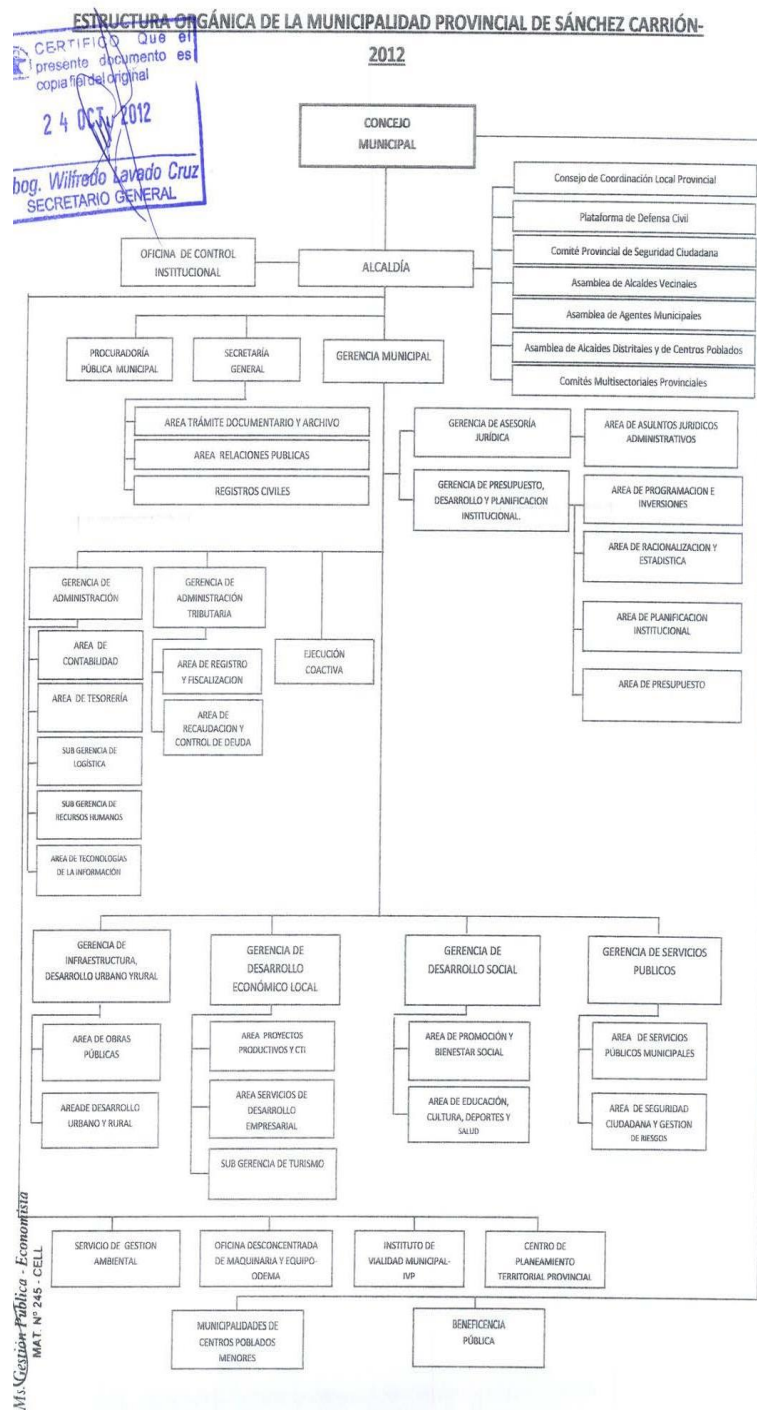 ESTRUCTURA ORGÁNICA DE LA MUNICIPALIDAD PROVINCIAL DE SÁNCHEZ CARRIÓN-
2012
CERTIFICO Que el
presente documento es
copia fiel del original
24 OCT, 2012
bog. Wilfredo Lavado Cruz
SECRETARIO GENERAL
CONCEJO
MUNICIPAL
Consejo de Coordinación Local Provincial
Plataforma de Defensa Civil
Comité Provincial de Seguridad Ciudadana
Asamblea de Alcaldes Vecinales
Asamblea de Agentes Municipales
Asamblea de Alcaldes Distritales y de Centros Poblados
Comités Multisectoriales Provinciales
OFICINA DE CONTROL
INSTITUCIONAL
ALCALDÍA
PROCURADORÍA
PÚBLICA MUNICIPAL
SECRETARÍA
GENERAL
GERENCIA MUNICIPAL
AREA TRÁMITE DOCUMENTARIO Y ARCHIVO
AREA RELACIONES PUBLICAS
REGISTROS CIVILES
GERENCIA DE ASESORÍA
JURÍDICA
AREA DE ASULNTOS JURIDICOS
ADMINISTRATIVOS
GERENCIA DE PRESUPUESTO,
DESARROLLO Y PLANIFICACION
INSTITUCIONAL.
AREA DE PROGRAMACION E
INVERSIONES
AREA DE RACIONALIZACION Y
ESTADISTICA
AREA DE PLANIFICACION
INSTITUCIONAL
AREA DE PRESUPUESTO
GERENCIA DE
ADMINISTRACIÓN
GERENCIA DE
ADMINISTRACIÓN
TRIBUTARIA
EJECUCIÓN
COACTIVA
AREA DE
CONTABILIDAD
AREA DE TESORERÍA
SUB GERENCIA DE
LOGÍSTICA
SUB GERENCIA DE
RECURSOS HUMANOS
AREA DE TECONOLOGÍAS
DE LA INFORMACIÓN
AREA DE REGISTRO
Y FISCALIZACION
AREA DE
RECAUDACION Y
CONTROL DE DEUDA
GERENCIA DE
INFRAESTRUCTURA,
DESARROLLO URBANO YRURAL
AREA DE OBRAS
PÚBLICAS
AREADE DESARROLLO
URBANO Y RURAL
GERENCIA DE
DESARROLLO
ECONÓMICO LOCAL
AREA PROYECTOS
PRODUCTIVOS Y CTI
AREA SERVICIOS DE
DESARROLLO
EMPRESARIAL
SUB GERENCIA DE TURISMO
GERENCIA DE
DESARROLLO SOCIAL
AREA DE PROMOCIÓN Y
BIENESTAR SOCIAL
AREA DE EDUCACIÓN,
CULTURA, DEPORTES Y
SALUD
GERENCIA DE SERVICIOS
PUBLICOS
AREA DE SERVICIOS
PÚBLICOS MUNICIPALES
AREA DE SEGURIDAD
CIUDADANA Y GESTION
DE RIESGOS
SERVICIO DE GESTION
AMBIENTAL
OFICINA DESCONCENTRADA
DE MAQUINARIA Y EQUIPO-
ODEMA
INSTITUTO DE
VIALIDAD MUNICIPAL-
IVP
CENTRO DE
PLANEAMIENTO
TERRITORIAL PROVINCIAL
MUNICIPALIDADES DE
CENTROS POBLADOS
MENORES
BENEFICENCIA
PÚBLICA
Ms. Gestión Pública - Economista
MAT. Nº 245 - CELL